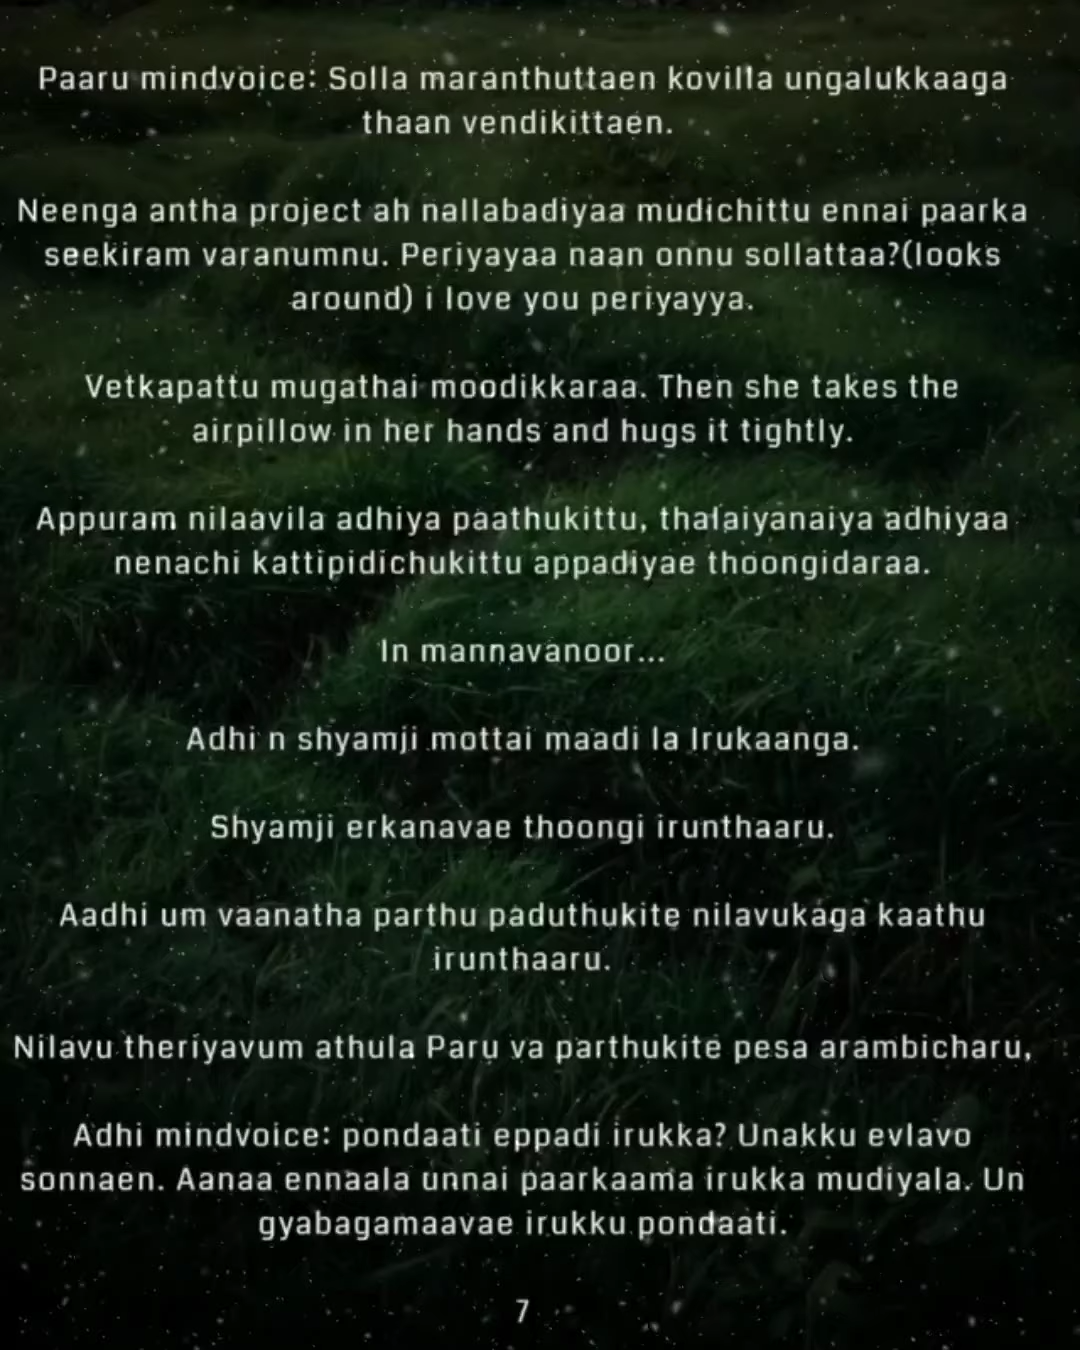 Paaru mindvoice: Solla maranthuttaen kovilla ungalukkaaga
thaan vendikittaen.
Neenga antha project ah nallabadiyaa mudichittu ennai paarka
seekiram varanumnu. Periyayaa naan onnu sollattaa?(looks
around) i love you periyayya.
Vetkapattu mugathai moodikkaraa. Then she takes the
airpillow in her hands and hugs it tightly.
Appuram nilaavila adhiya paathukittu, thalaiyanaiya adhiyaa
nenachi kattipidichukittu appadiyae thoongidaraa.
In mannavanoor...
Adhi n shyamji mottai maadi la Irukaanga.
Shyamji erkanavae thoongi irunthaaru.
Aadhi um vaanatha parthu paduthukite nilavukaga kaathu
irunthaaru.
Nilavu theriyavum athula Paru va parthukite pesa arambicharu,
Adhi mindvoice: pondaati eppadi irukka? Unakku evlavo
sonnaen. Aanaa ennaala unnai paarkaama irukka mudiyala. Un
gyabagamaavae irukku pondaati.
7